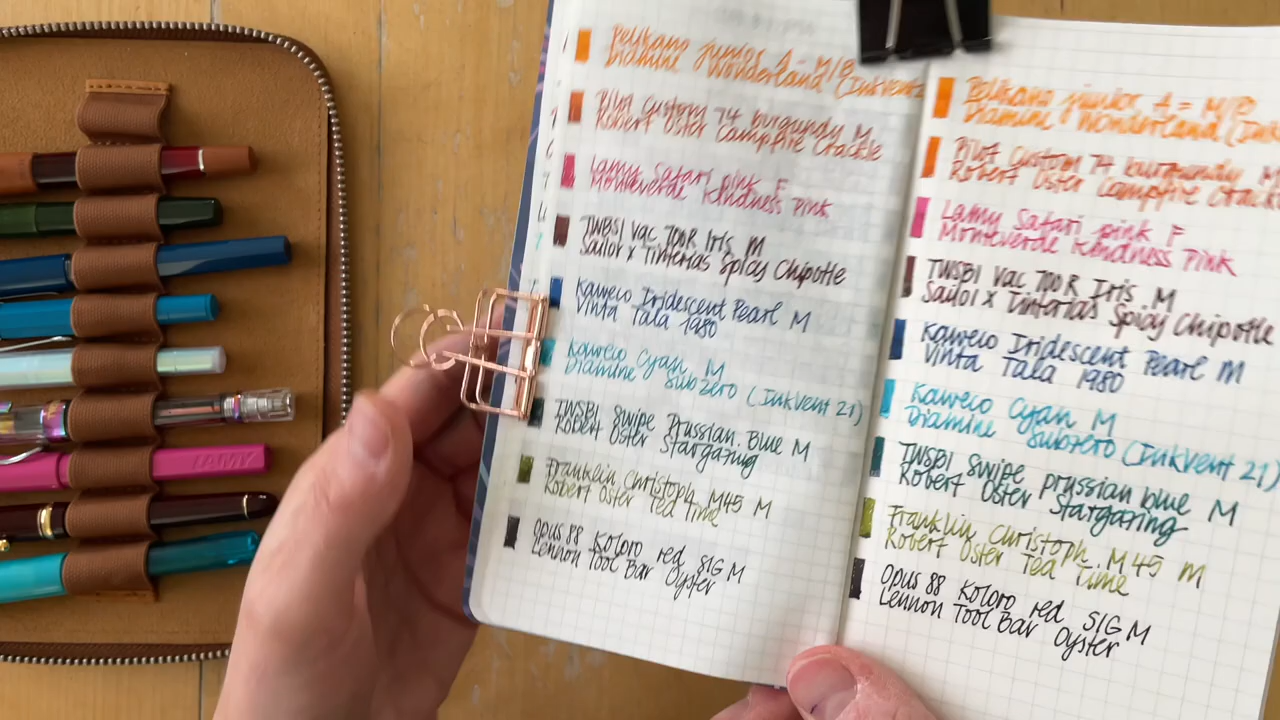 LAMY
Pelikano junior A = M/B
Diamine Wonderland (Inkvent
Pilot Custom 74 burgundy M
Robert Oster Campfire Crackle
Lamy Safari pink F
Monteverde Kindness Pink
TWSBI Vac 700R Iris M
Sailor x Tinterias Spicy Chipotle
Kaweco Iridescent Pearl M
Vinta Tala 1980
Kaweco Cyan M
Diamine Subzero (Inkvent 21)
TWSBI Swipe Prussian Blue M
Robert Oster Stargazing
Franklin Christoph M45 M
Robert Oster Tea Time
Opus 88 Koloro red SIG M
Lennon Tool Bar Oyster
Pelikano junior A = M/B
Diamine Wonderland (Ink
Pilot Custom 74 burgundy M
Robert Oster Campfire Crackle
Lamy Safari pink F
Monteverde Kindness Pink
TWSBI Vac 700R Iris M
Sailor x Tinterias Spicy Chipotle
Kaweco Iridescent Pearl M
Vinta Tala 1980
Kaweco Cyan M
Diamine Subzero (Inkvent 21)
TWSBI Swipe prussian blue M
Robert Oster Stargazing
Franklin Christoph M45 M
Robert Oster Tea Time
Opus 88 Koloro red SIG M
Lennon Tool Bar Oyster